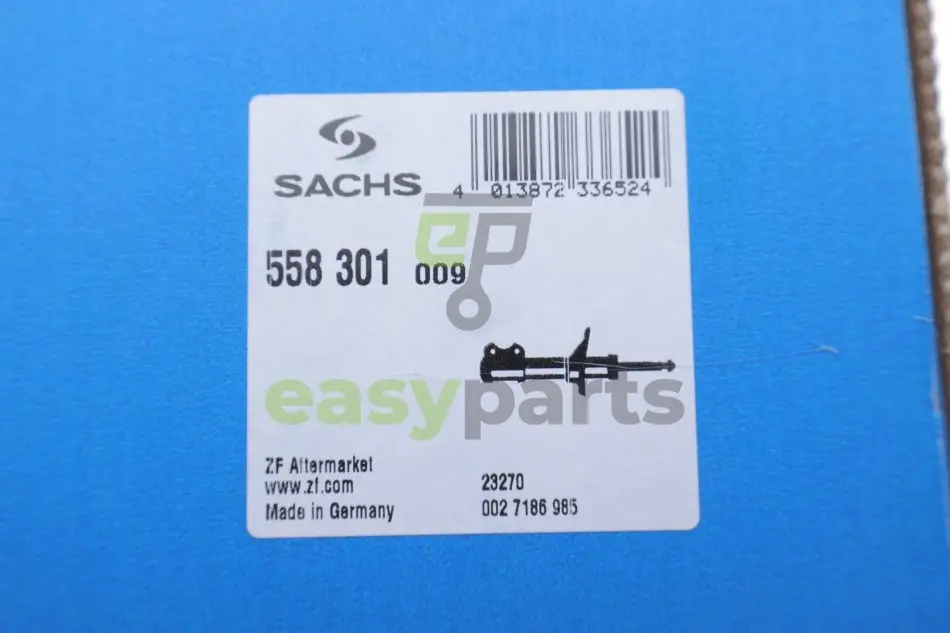 SACHS
4 013872 336524
558 301 009
ep
easyparts
ZF Aftermarket
www.zf.com
Made in Germany
23270
002 7186 985